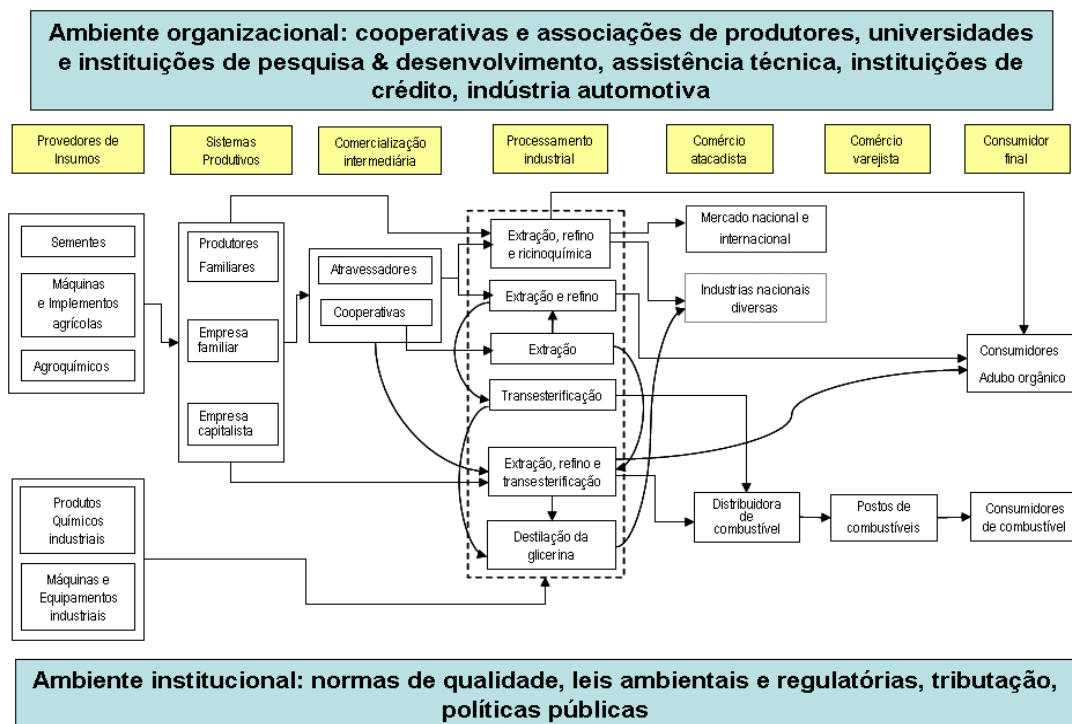 Ambiente organizacional: cooperativas e associações de produtores, universidades
e instituições de pesquisa & desenvolvimento, assistência técnica, instituições de
crédito, indústria automotiva
Provedores de
Insumos
Sistemas
Produtivos
Comercialização
intermediária
Processamento
industrial
Comércio
atacadista
Comércio
varejista
Consumidor
final
Sementes
Máquinas
e Implementos
agrícolas
Agroquímicos
Produtores
Familiares
Empresa
familiar
Empresa
capitalista
Atravessadores
Cooperativas
Extração, refino
e ricinoquímica
Extração e refino
Extração
Transesterificação
Extração, refino e
transesterificação
Destilação da
glicerina
Mercado nacional e
internacional
Industrias nacionais
diversas
Consumidores
Adubo orgânico
Produtos
Químicos
industriais
Máquinas e
Equipamentos
industriais
Distribuidora
de
combustível
Postos de
combustíveis
Consumidores
de combustível
Ambiente institucional: normas de qualidade, leis ambientais e regulatórias, tributação,
políticas públicas